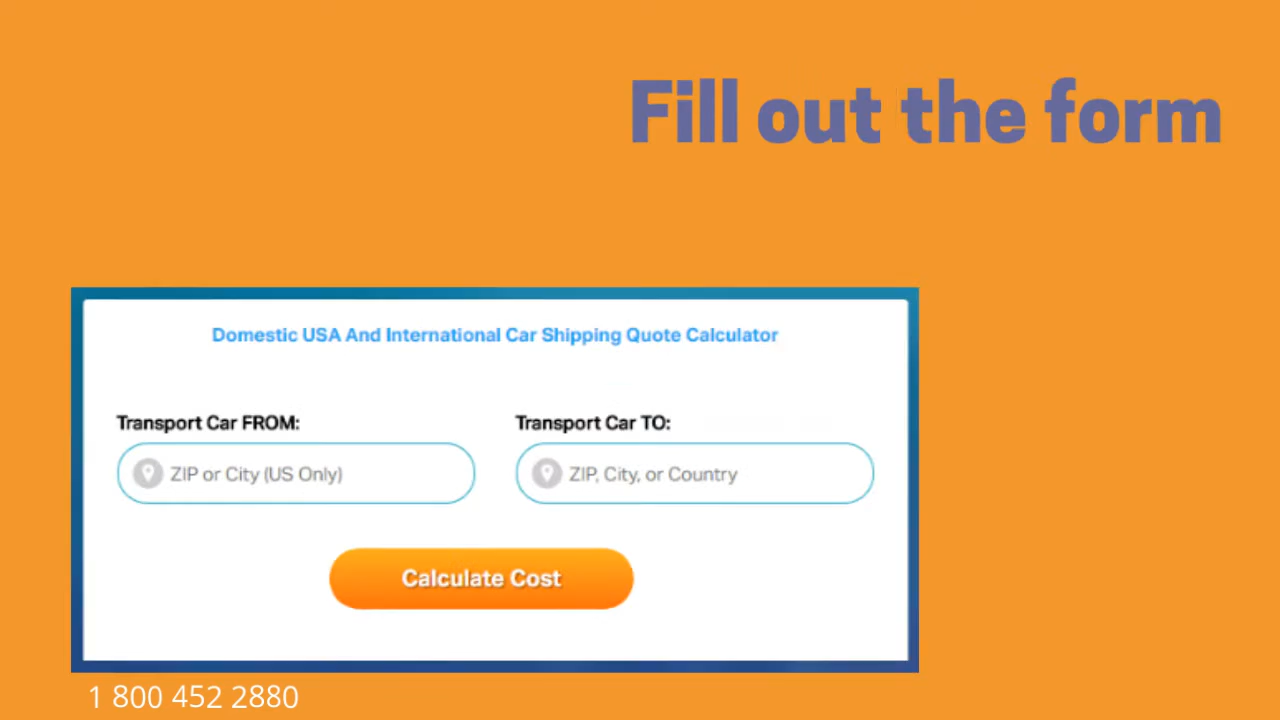 Fill out the form
Domestic USA And International Car Shipping Quote Calculator
Transport Car FROM:
Transport Car TO:
ZIP or City (US Only)
ZIP, City, or Country
Calculate Cost
1 800 452 2880